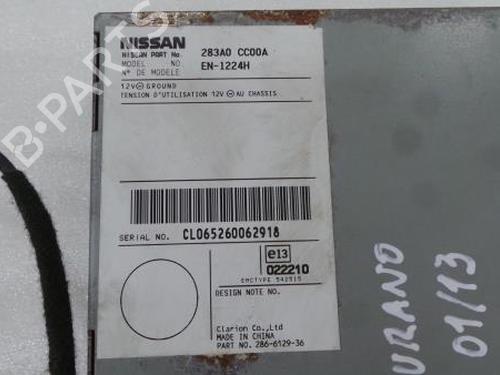 NISSAN
NISSAN PART No. 283A0 CC00A
MODEL NO. EN-1224H
N° DE MODELE
12V ⊖ GROUND
TENSION D'UTILISATION 12V ⊖ AU CHASSIS
SERIAL NO. CL065260062918
e13
022210
EMCTYPE 542515
DESIGN NOTE NO.
Clarion Co.,Ltd
MADE IN CHINA
PART NO. 286-6129-36
URANO
01/13
B-PARTS